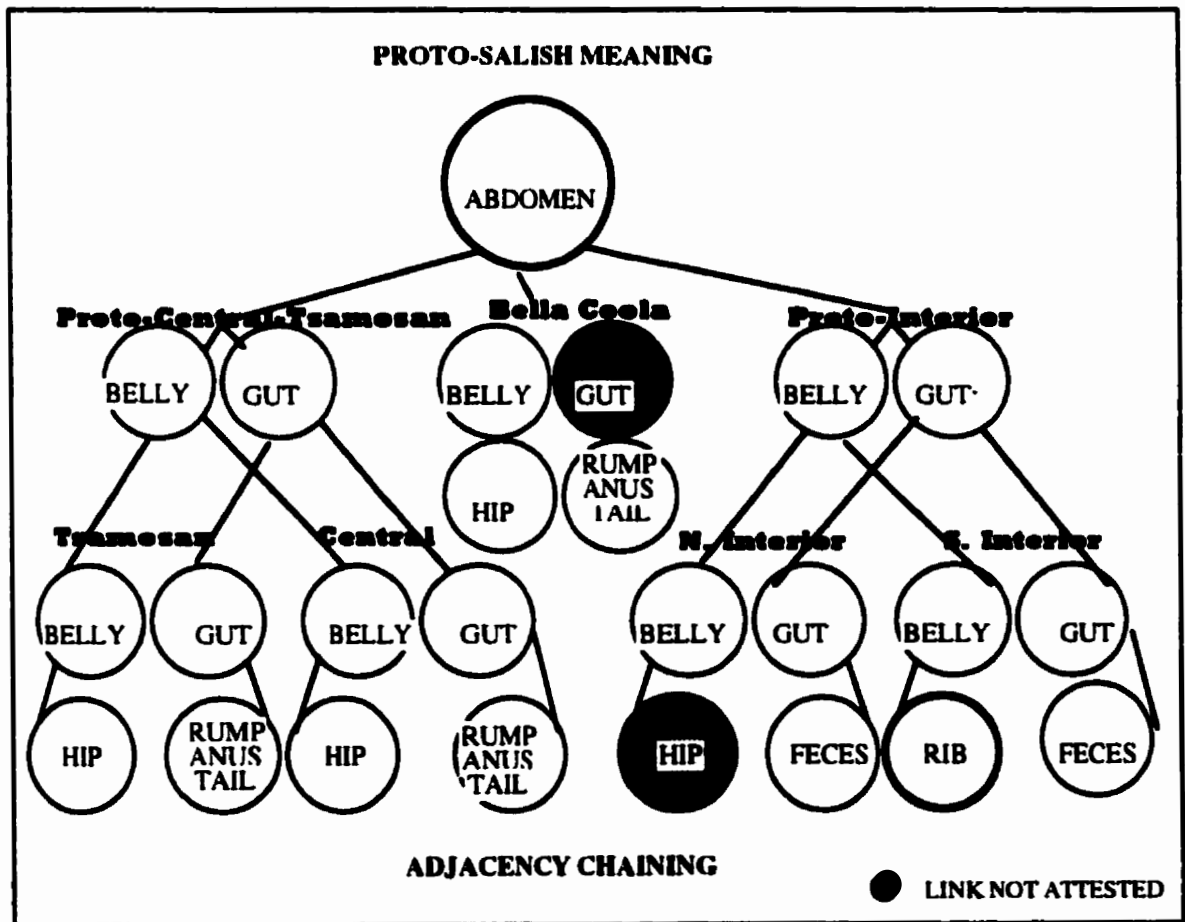 PROTO-SALISH MEANING
ABDOMEN
Proto-Central-Tsamosan
Bella Coola
Proto-Interior
BELLY
GUT
BELLY
GUT
BELLY
GUT
HIP
RUMP
ANUS
TAIL
Tsamosan
Central
N. Interior
S. Interior
BELLY
GUT
BELLY
GUT
BELLY
GUT
BELLY
GUT
HIP
RUMP
ANUS
TAIL
HIP
RUMP
ANUS
TAIL
HIP
FECES
RIB
FECES
ADJACENCY CHAINING
LINK NOT ATTESTED